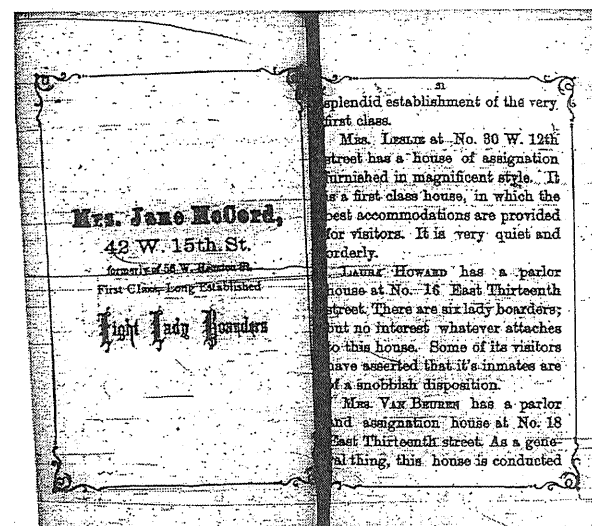 Mrs. Jane McCord,
42 W. 15th. St.
formerly of 56 W. Houston St.
First Class, Long Established
Eight Lady Boarders
21
splendid establishment of the very
first class.
MRS. LESLIE at No. 30 W. 12th
street has a house of assignation
furnished in magnificent style. It
is a first class house, in which the
best accommodations are provided
for visitors. It is very quiet and
orderly.
LAURA HOWARD has a parlor
house at No. 16 East Thirteenth
street. There are six lady boarders;
but no interest whatever attaches
to this house. Some of its visitors
have asserted that it's inmates are
of a snobbish disposition.
MRS. VAN BEUREN has a parlor
and assignation house at No. 18
East Thirteenth street. As a gene-
ral thing, this house is conducted